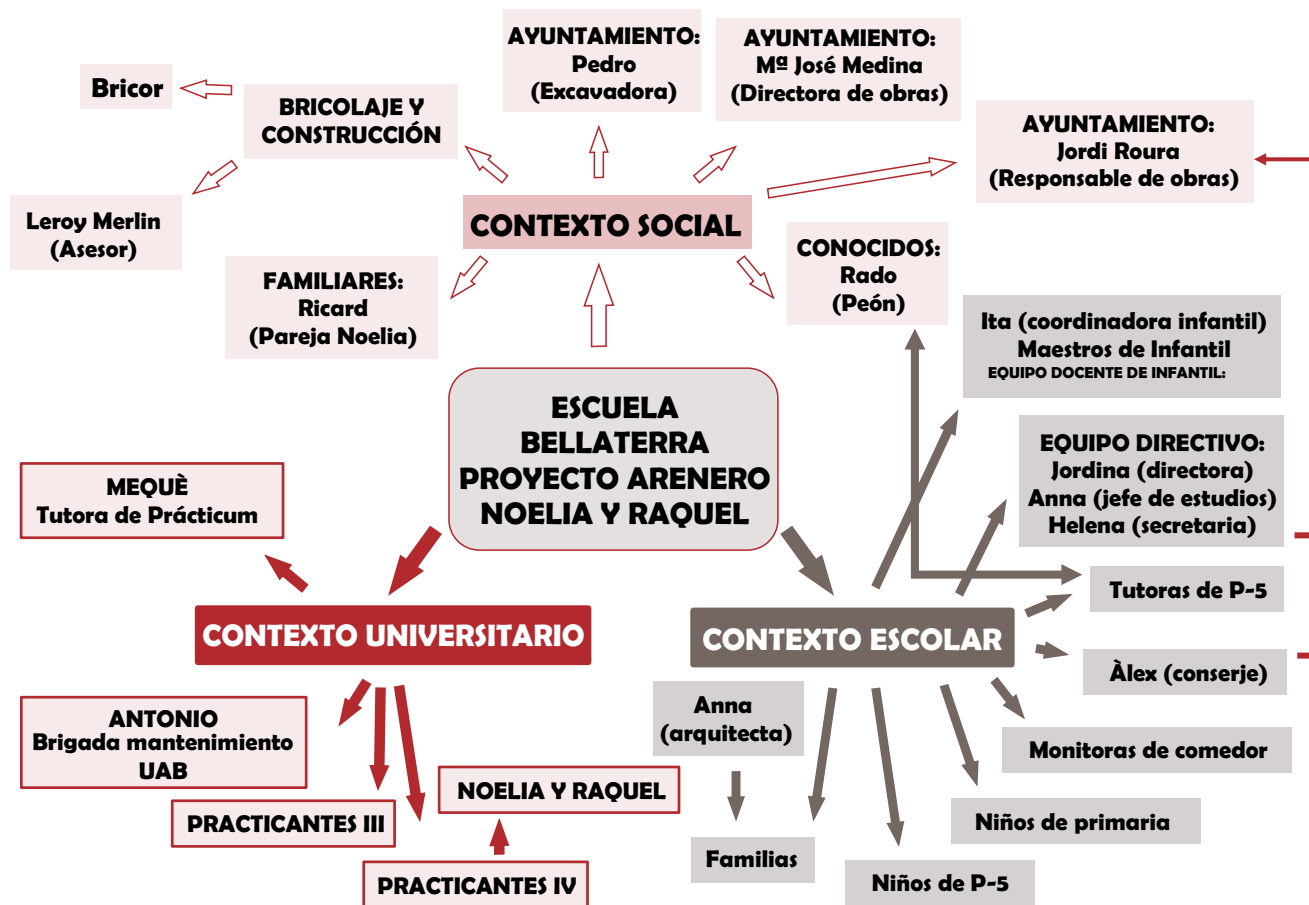 AYUNTAMIENTO:
Pedro
(Excavadora)
AYUNTAMIENTO:
Mª José Medina
(Directora de obras)
Bricor
BRICOLAJE Y
CONSTRUCCIÓN
AYUNTAMIENTO:
Jordi Roura
(Responsable de obras)
Leroy Merlin
(Asesor)
CONTEXTO SOCIAL
FAMILIARES:
Ricard
(Pareja Noelia)
CONOCIDOS:
Rado
(Peón)
Ita (coordinadora infantil)
Maestros de Infantil
EQUIPO DOCENTE DE INFANTIL:
ESCUELA
BELLATERRA
PROYECTO ARENERO
NOELIA Y RAQUEL
EQUIPO DIRECTIVO:
Jordina (directora)
Anna (jefe de estudios)
Helena (secretaria)
MEQUÈ
Tutora de Prácticum
Tutoras de P-5
CONTEXTO UNIVERSITARIO
CONTEXTO ESCOLAR
Àlex (conserje)
ANTONIO
Brigada mantenimiento
UAB
Anna
(arquitecta)
Monitoras de comedor
NOELIA Y RAQUEL
PRACTICANTES III
Niños de primaria
Familias
PRACTICANTES IV
Niños de P-5